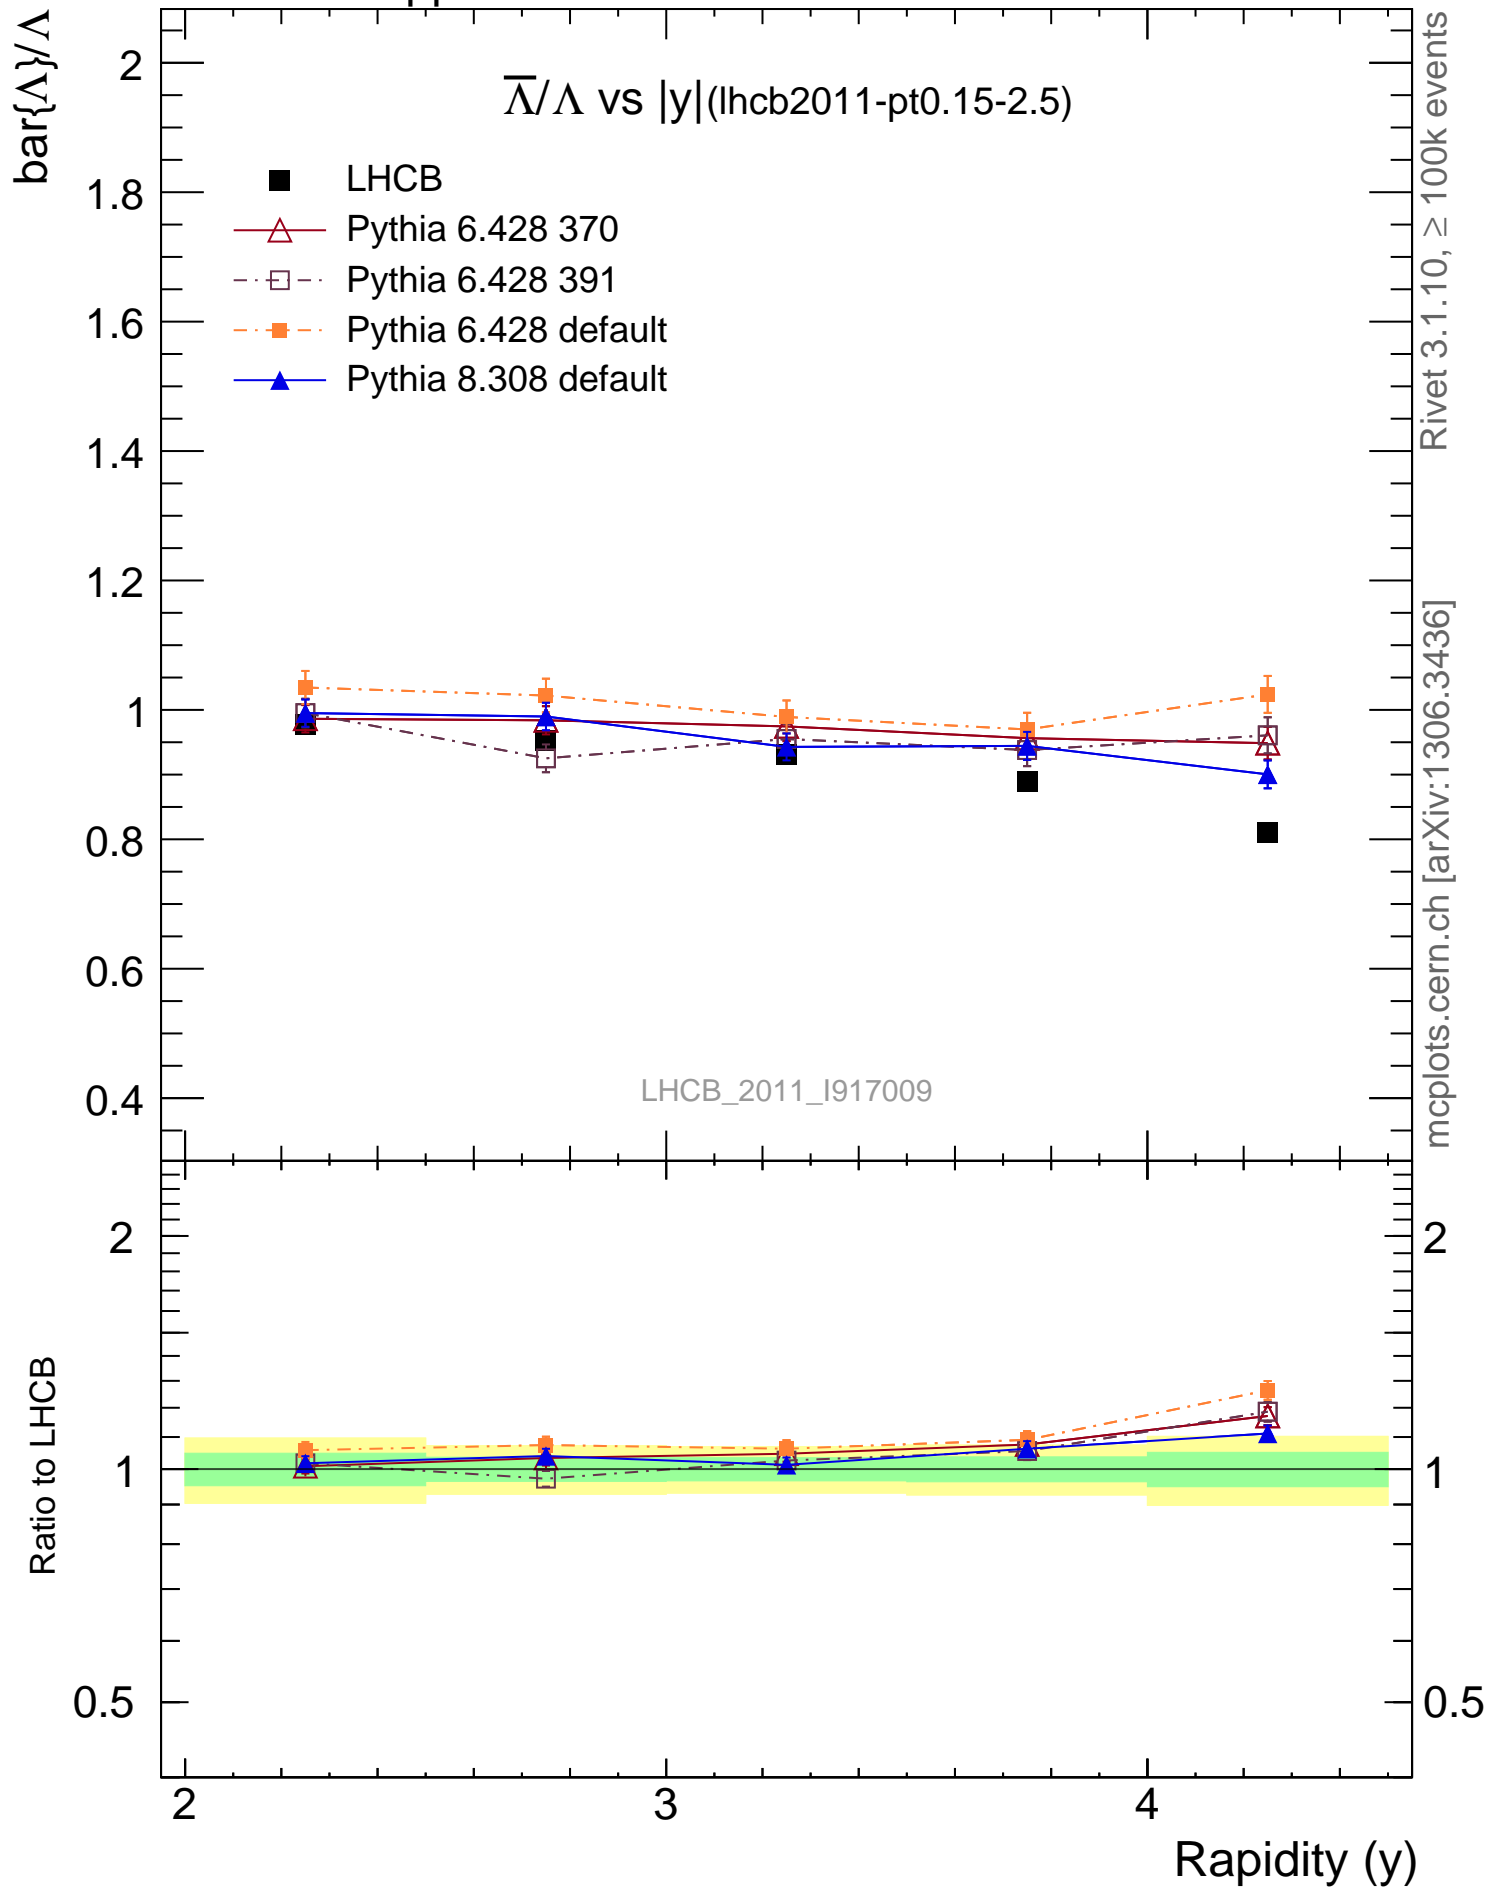 bar{Λ}/Λ
Λ̅/Λ vs |y|(lhcb2011-pt0.15-2.5)
LHCB
Pythia 6.428 370
Pythia 6.428 391
Pythia 6.428 default
Pythia 8.308 default
2
1.8
1.6
1.4
1.2
1
0.8
0.6
0.4
LHCB_2011_I917009
Rivet 3.1.10, ≥ 100k events
mcplots.cern.ch [arXiv:1306.3436]
Ratio to LHCB
2
1
0.5
2
1
0.5
2
3
4
Rapidity (y)